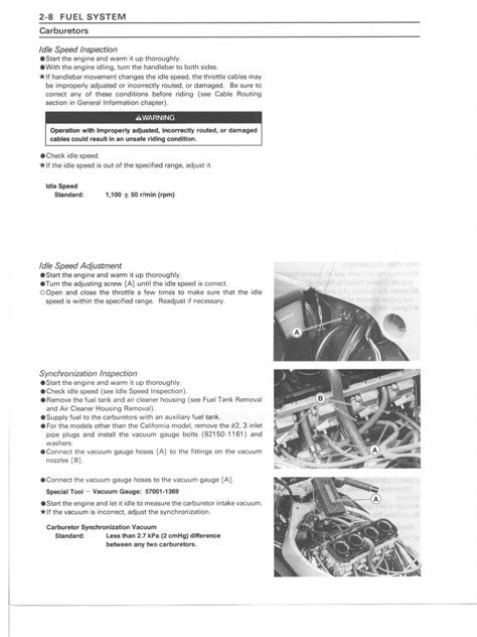 2-8 FUEL SYSTEM
Carburetors
Idle Speed Inspection
●Start the engine and warm it up thoroughly.
●With the engine idling, turn the handlebar to both sides.
★If handlebar movement changes the idle speed, the throttle cables may
be improperly adjusted or incorrectly routed, or damaged. Be sure to
correct any of these conditions before riding (see Cable Routing
section in General Information chapter).
⚠WARNING
Operation with improperly adjusted, incorrectly routed, or damaged
cables could result in an unsafe riding condition.
●Check idle speed.
★If the idle speed is out of the specified range, adjust it.
Idle Speed
Standard: 1,100 ± 50 r/min (rpm)
Idle Speed Adjustment
●Start the engine and warm it up thoroughly.
●Turn the adjusting screw [A] until the idle speed is correct.
○Open and close the throttle a few times to make sure that the idle
speed is within the specified range. Readjust if necessary.
A
Synchronization Inspection
●Start the engine and warm it up thoroughly.
●Check idle speed (see Idle Speed Inspection).
●Remove the fuel tank and air cleaner housing (see Fuel Tank Removal
and Air Cleaner Housing Removal).
●Supply fuel to the carburetors with an auxiliary fuel tank.
●For the models other than the California model, remove the #2, 3 inlet
pipe plugs and install the vacuum gauge bolts (92150-1161) and
washers.
●Connect the vacuum gauge hoses [A] to the fittings on the vacuum
nozzles [B].
B
A
●Connect the vacuum gauge hoses to the vacuum gauge [A].
Special Tool – Vacuum Gauge: 57001-1369
●Start the engine and let it idle to measure the carburetor intake vacuum.
★If the vacuum is incorrect, adjust the synchronization.
Carburetor Synchronization Vacuum
Standard: Less than 2.7 kPa (2 cmHg) difference
between any two carburetors.
A